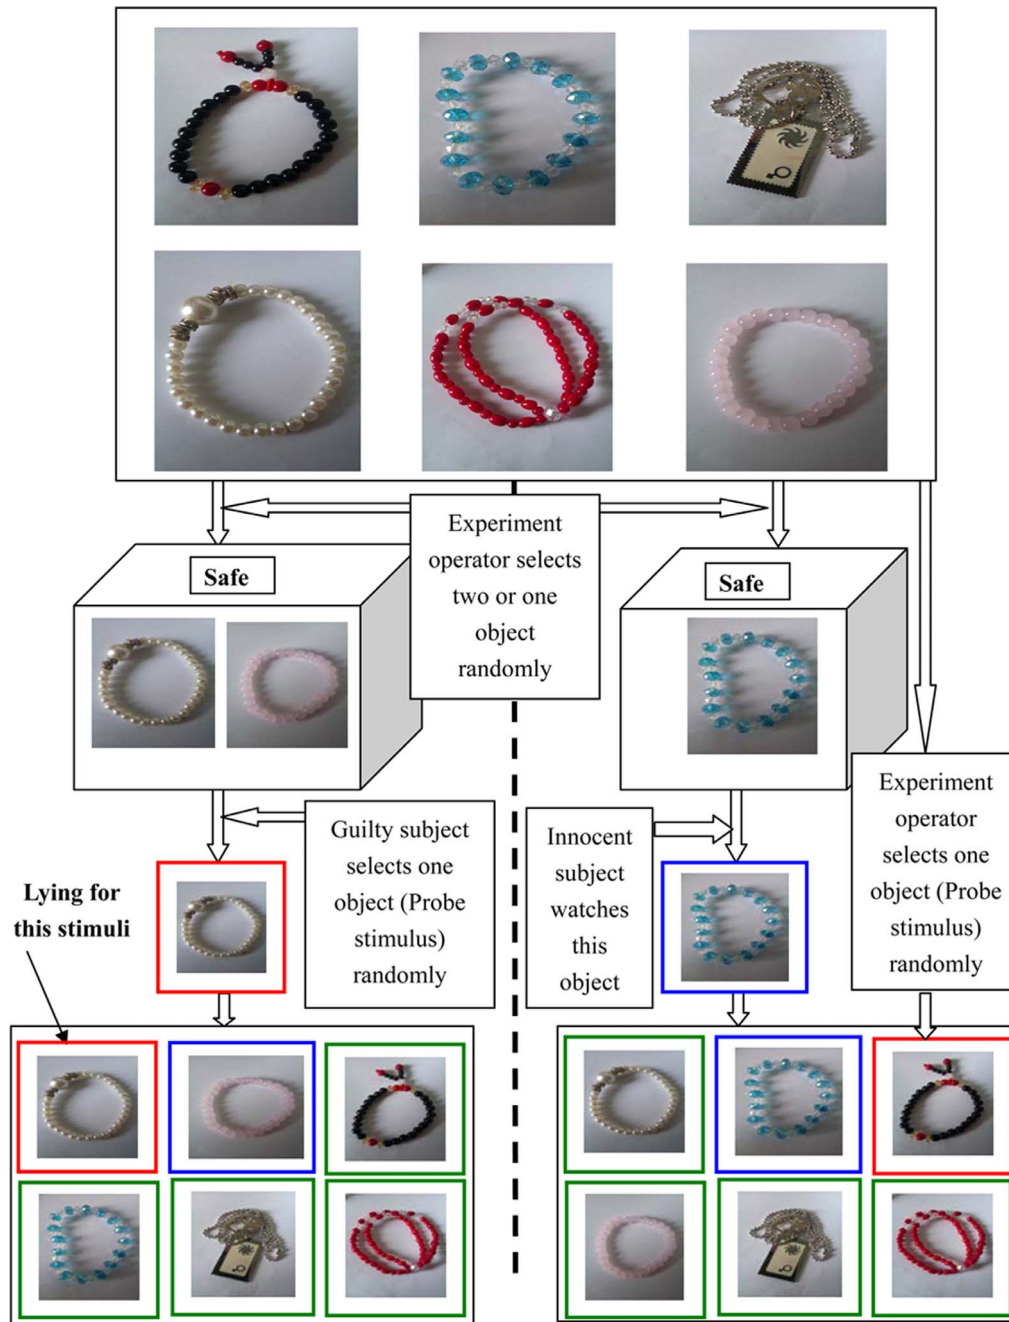 Experiment
operator selects
two or one
object
randomly
Safe
Safe
Guilty subject
selects one
object (Probe
stimulus)
randomly
Innocent
subject
watches
this
object
Experiment
operator
selects one
object (Probe
stimulus)
randomly
Lying for
this stimuli